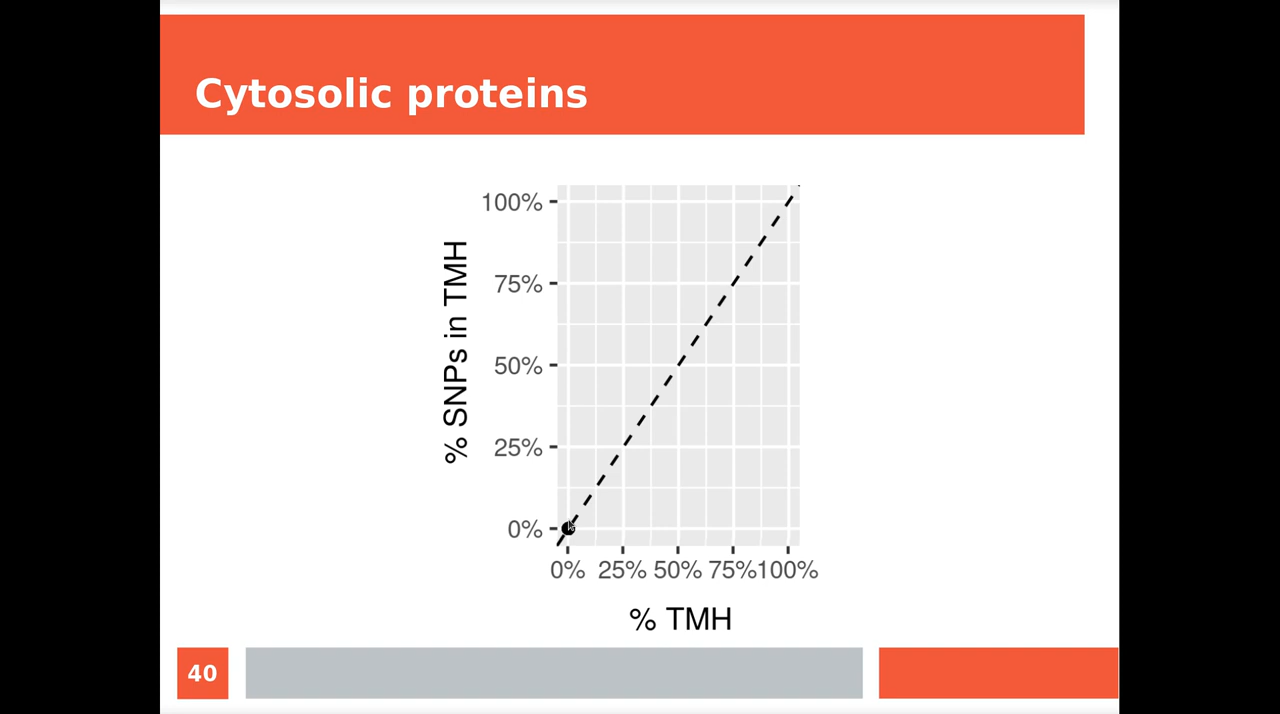 Cytosolic proteins
100%
75%
50%
25%
0%
% SNPs in TMH
0% 25% 50% 75% 100%
% TMH
40